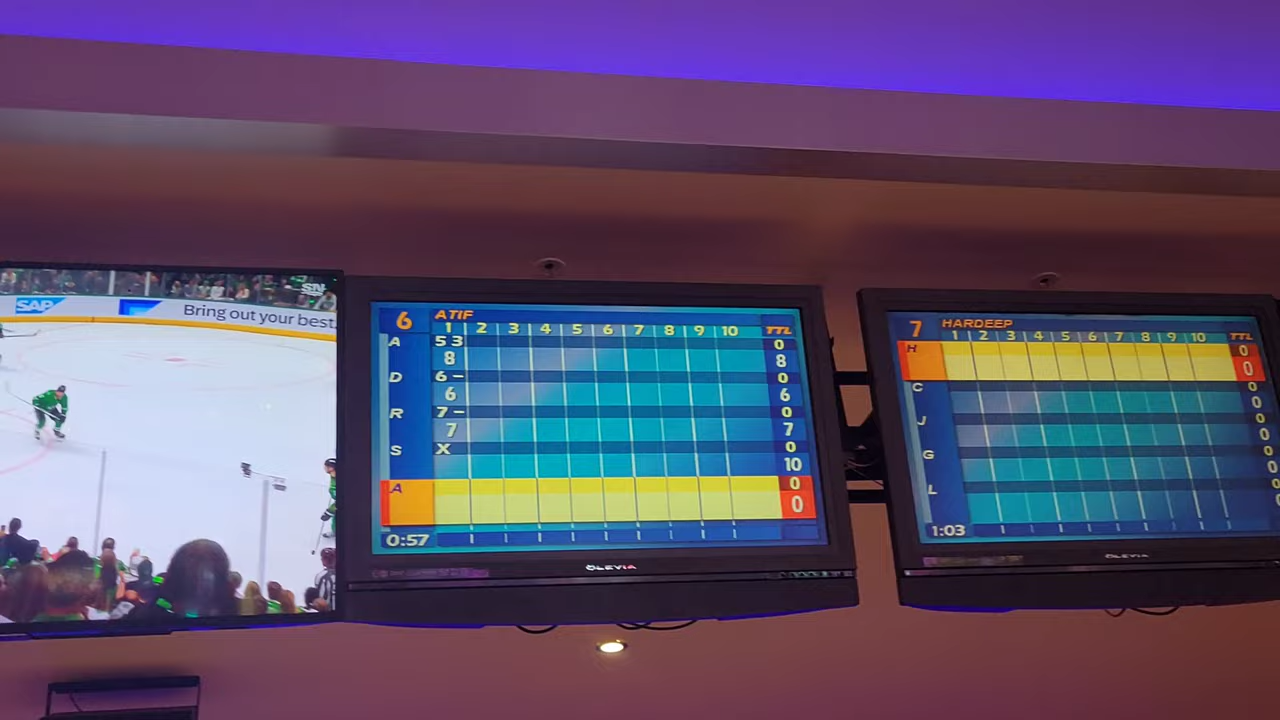 SN
SAP
Bring out your best.
6 ATIF
1 2 3 4 5 6 7 8 9 10 TTL
A 5 3 0
8 8
D 6 – 0
6 6
R 7 – 0
7 7
S X 0
10
A 0
0
0:57
OLEVIA
7 HARDEEP
1 2 3 4 5 6 7 8 9 10 TTL
H 0
0
C 0
0
J 0
0
G 0
0
L 0
0
1:03
OLEVIA